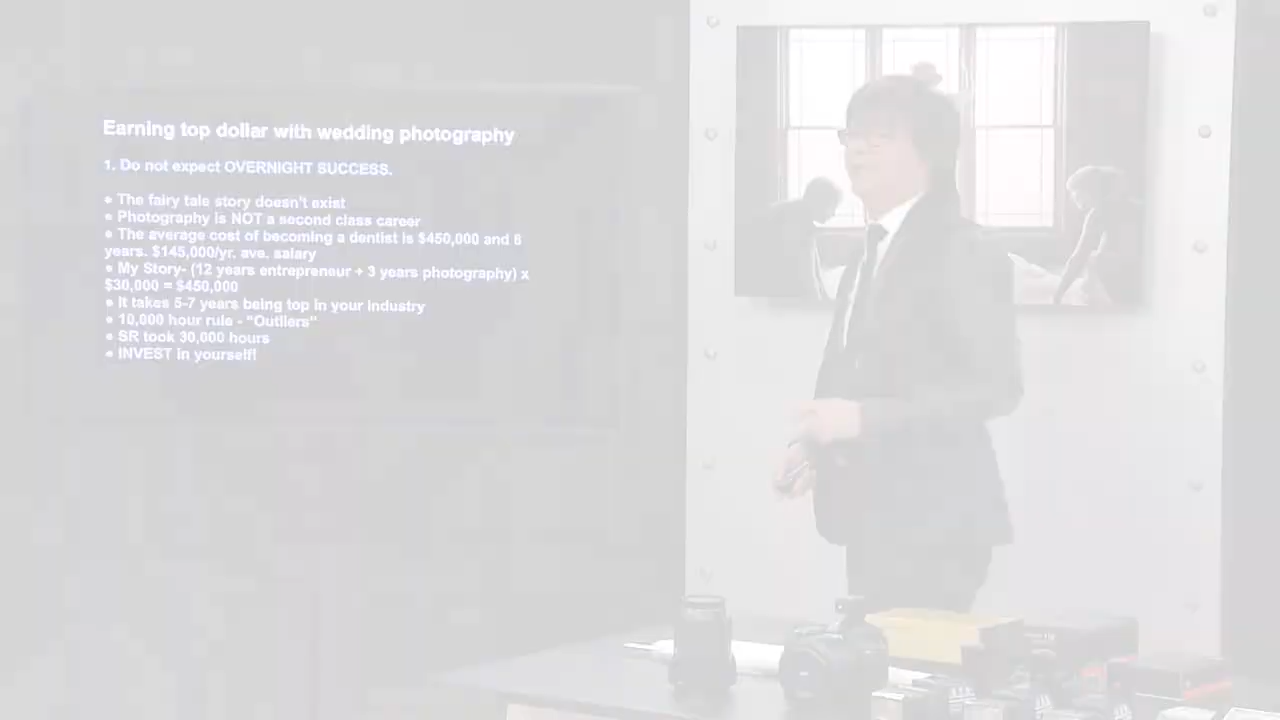 Earning top dollar with wedding photography
1. Do not expect OVERNIGHT SUCCESS.
● The fairy tale story doesn't exist
● Photography is NOT a second class career
● The average cost of becoming a dentist is $450,000 and 8
years. $145,000/yr. ave. salary
● My Story- (12 years entrepreneur + 3 years photography) x
$30,000 = $450,000
● It takes 5-7 years being top in your industry
● 10,000 hour rule - "Outliers"
● SR took 30,000 hours
● INVEST in yourself!